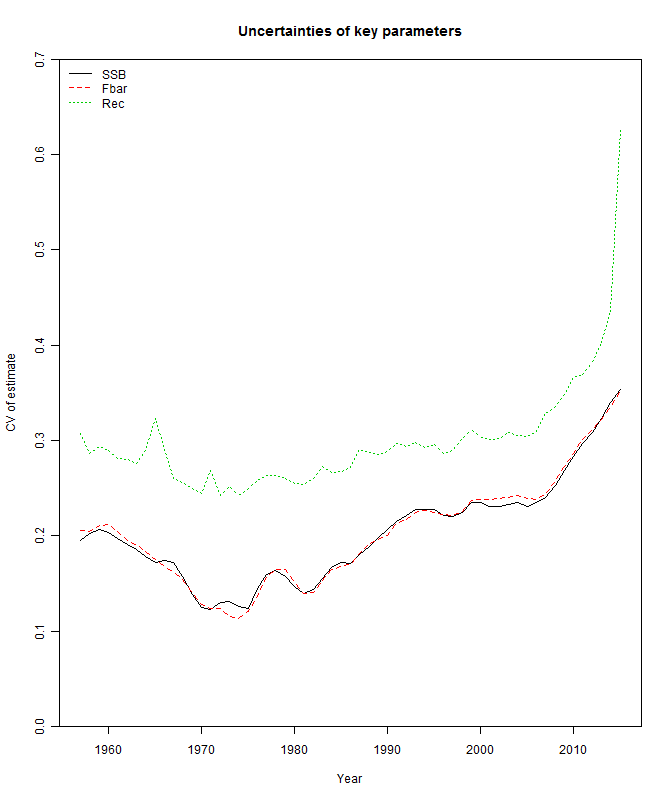 Uncertainties of key parameters
SSB
Fbar
Rec
CV of estimate
0.7
0.6
0.5
0.4
0.3
0.2
0.1
0.0
1960 1970 1980 1990 2000 2010
Year